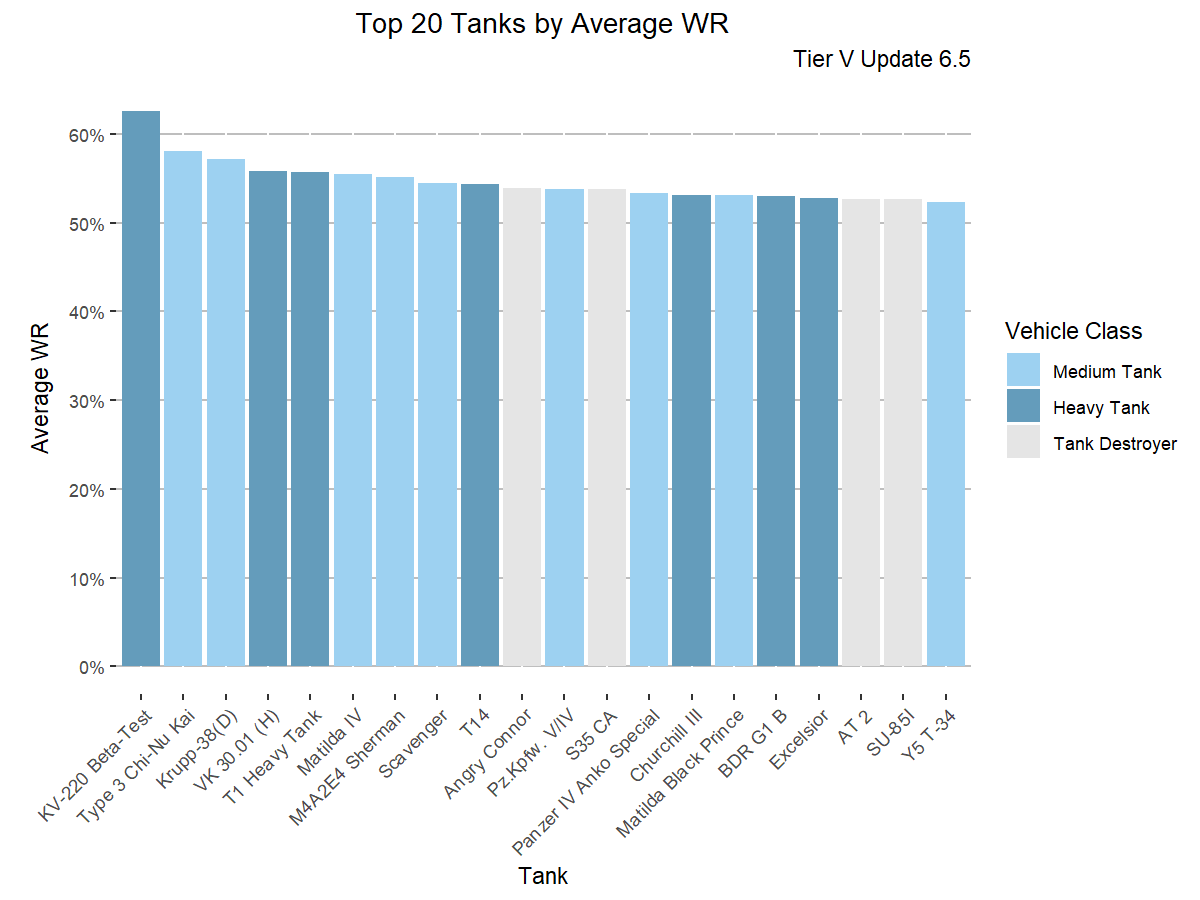 Top 20 Tanks by Average WR
Tier V Update 6.5
60%
50%
40%
30%
20%
10%
0%
Average WR
KV-220 Beta-Test
Type 3 Chi-Nu Kai
Krupp-38(D)
VK 30.01 (H)
T1 Heavy Tank
Matilda IV
M4A2E4 Sherman
Scavenger
T14
Angry Connor
Pz.Kpfw. V/IV
S35 CA
Panzer IV Anko Special
Churchill III
Matilda Black Prince
BDR G1 B
Excelsior
AT 2
SU-85I
Y5 T-34
Tank
Vehicle Class
Medium Tank
Heavy Tank
Tank Destroyer